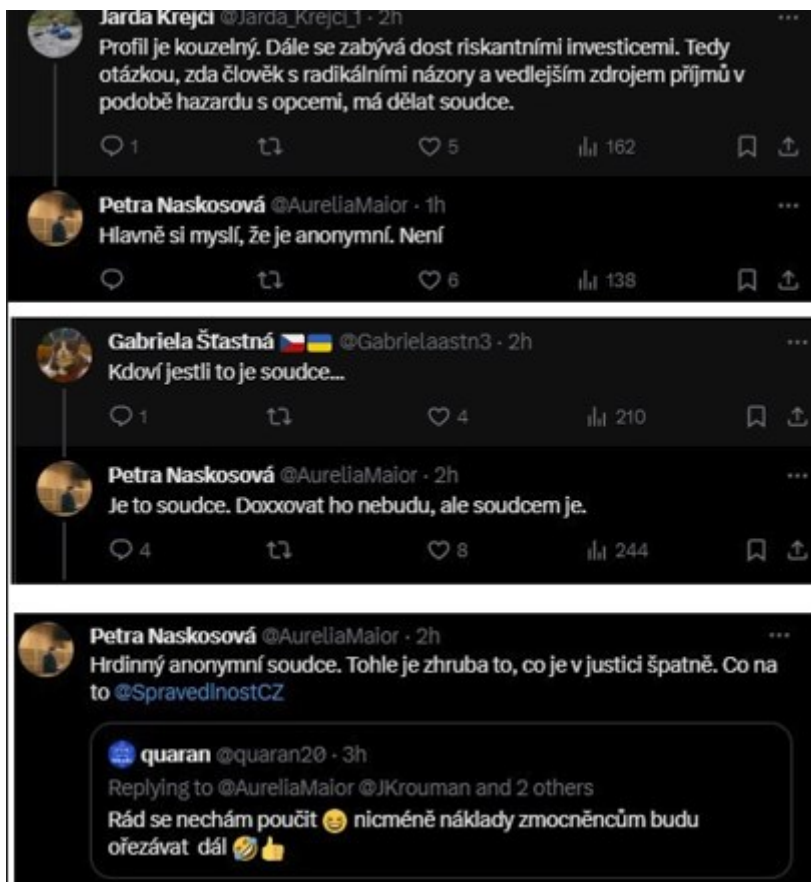 Jarda Krejčí @Jarda_Krejci_1 · 2h
Profil je kouzelný. Dále se zabývá dost riskantními investicemi. Tedy
otázkou, zda člověk s radikálními názory a vedlejším zdrojem příjmů v
podobě hazardu s opcemi, má dělat soudce.
1 5 162
Petra Naskosová @AureliaMaior · 1h
Hlavně si myslí, že je anonymní. Není
6 138
Gabriela Šťastná 🇨🇿🇺🇦 @Gabrielaastn3 · 2h
Kdoví jestli to je soudce...
1 4 210
Petra Naskosová @AureliaMaior · 2h
Je to soudce. Doxxovat ho nebudu, ale soudcem je.
4 8 244
Petra Naskosová @AureliaMaior · 2h
Hrdinný anonymní soudce. Tohle je zhruba to, co je v justici špatně. Co na
to @SpravedlnostCZ
quaran @quaran20 · 3h
Replying to @AureliaMaior @JKrouman and 2 others
Rád se nechám poučit 😄 nicméně náklady zmocněncům budu
ořezávat dál 🤣👍